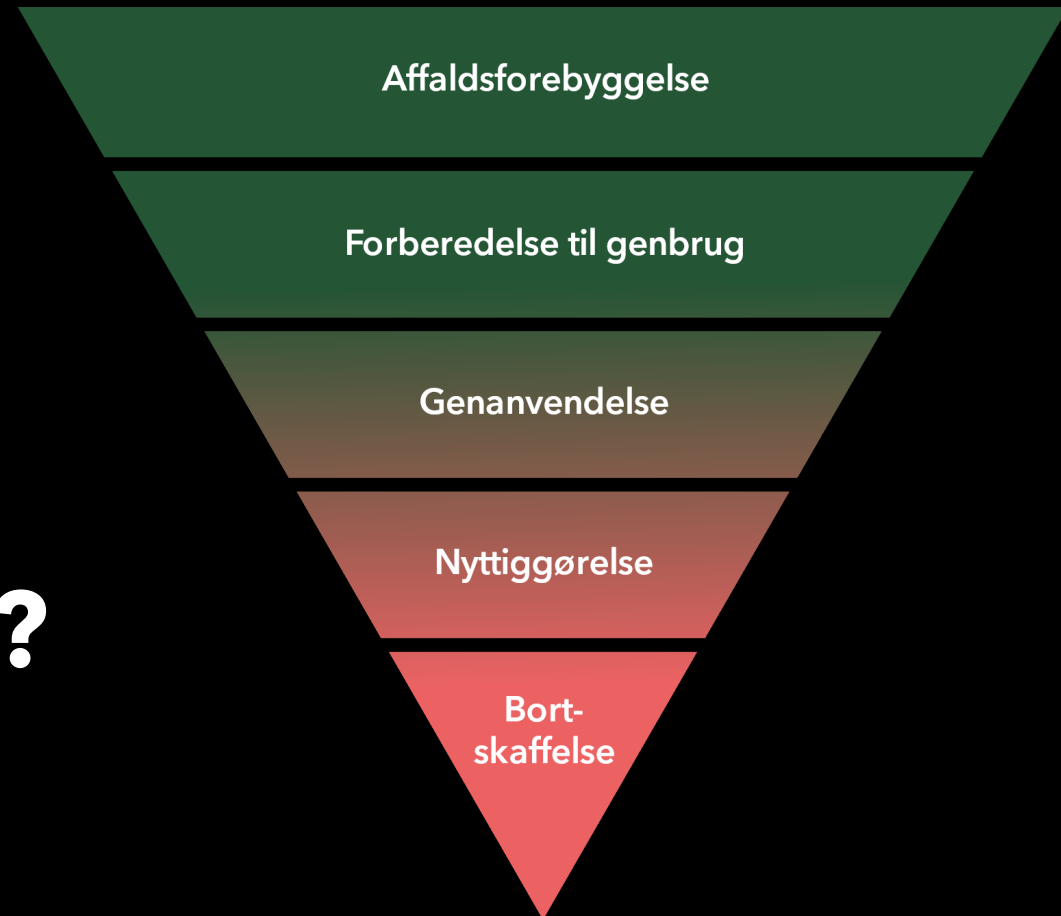 Affaldsforebyggelse
Forberedelse til genbrug
Genanvendelse
Nyttiggørelse
?
Bort-
skaffelse